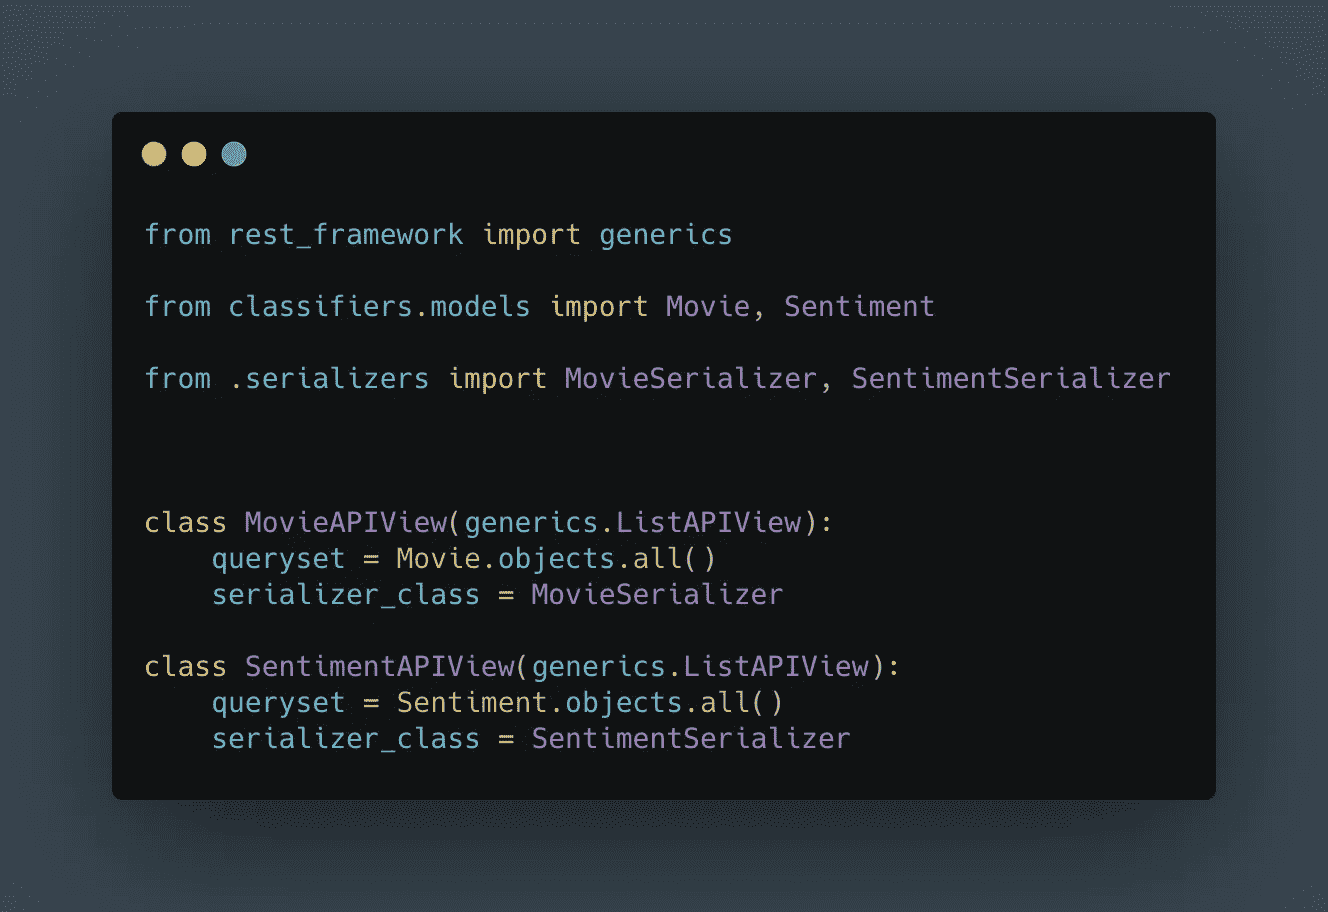 from rest_framework import generics
from classifiers.models import Movie, Sentiment
from .serializers import MovieSerializer, SentimentSerializer
class MovieAPIView(generics.ListAPIView):
    queryset = Movie.objects.all()
    serializer_class = MovieSerializer
class SentimentAPIView(generics.ListAPIView):
    queryset = Sentiment.objects.all()
    serializer_class = SentimentSerializer